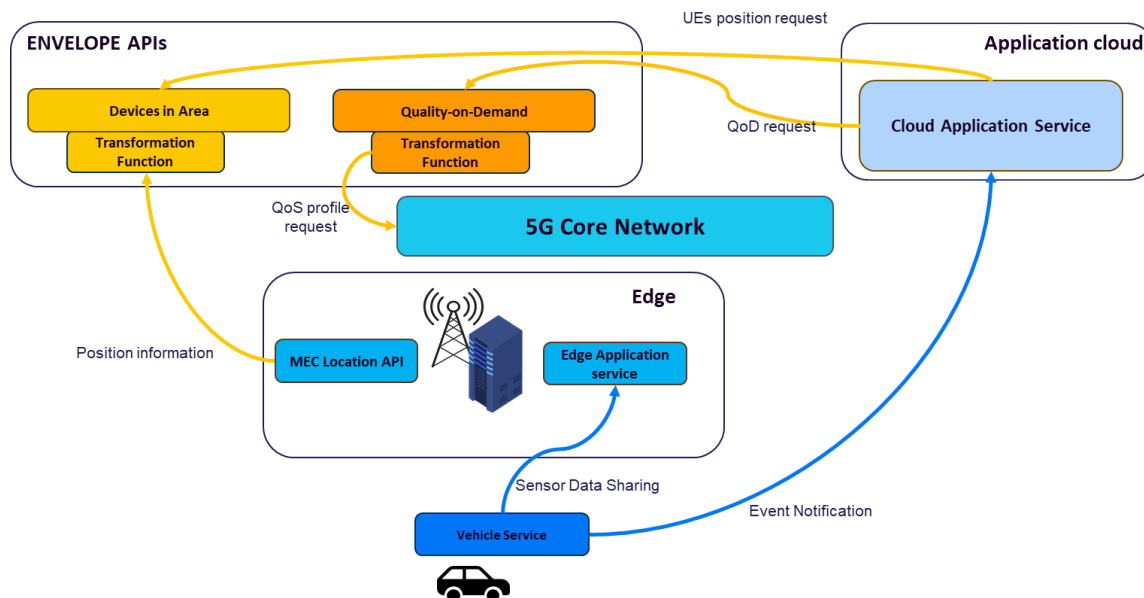 UEs position request
ENVELOPE APIs
Application cloud
Devices in Area
Quality-on-Demand
QoD request
Cloud Application Service
Transformation
Function
Transformation
Function
QoS profile
request
5G Core Network
Edge
Position information
MEC Location API
Edge Application
service
Sensor Data Sharing
Event Notification
Vehicle Service